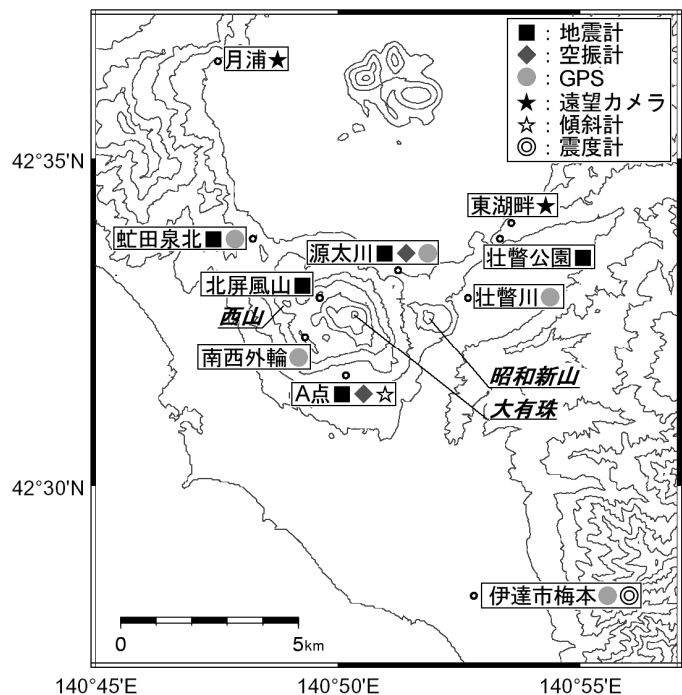 ■：地震計
◆：空振計
●：GPS
★：遠望カメラ
☆：傾斜計
◎：震度計
月浦★
42°35'N
東湖畔★
虻田泉北■●
源太川■◆●
壮瞥公園■
北屏風山■
壮瞥川●
西山
南西外輪●
昭和新山
A点■◆☆
大有珠
42°30'N
伊達市梅本●◎
0 5km
140°45'E 140°50'E 140°55'E